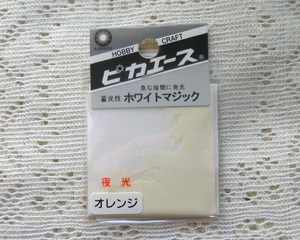 HOBBY CRAFT
ピカエース®
急な暗闇に発光
蓄光性 ホワイトマジック
夜光
オレンジ